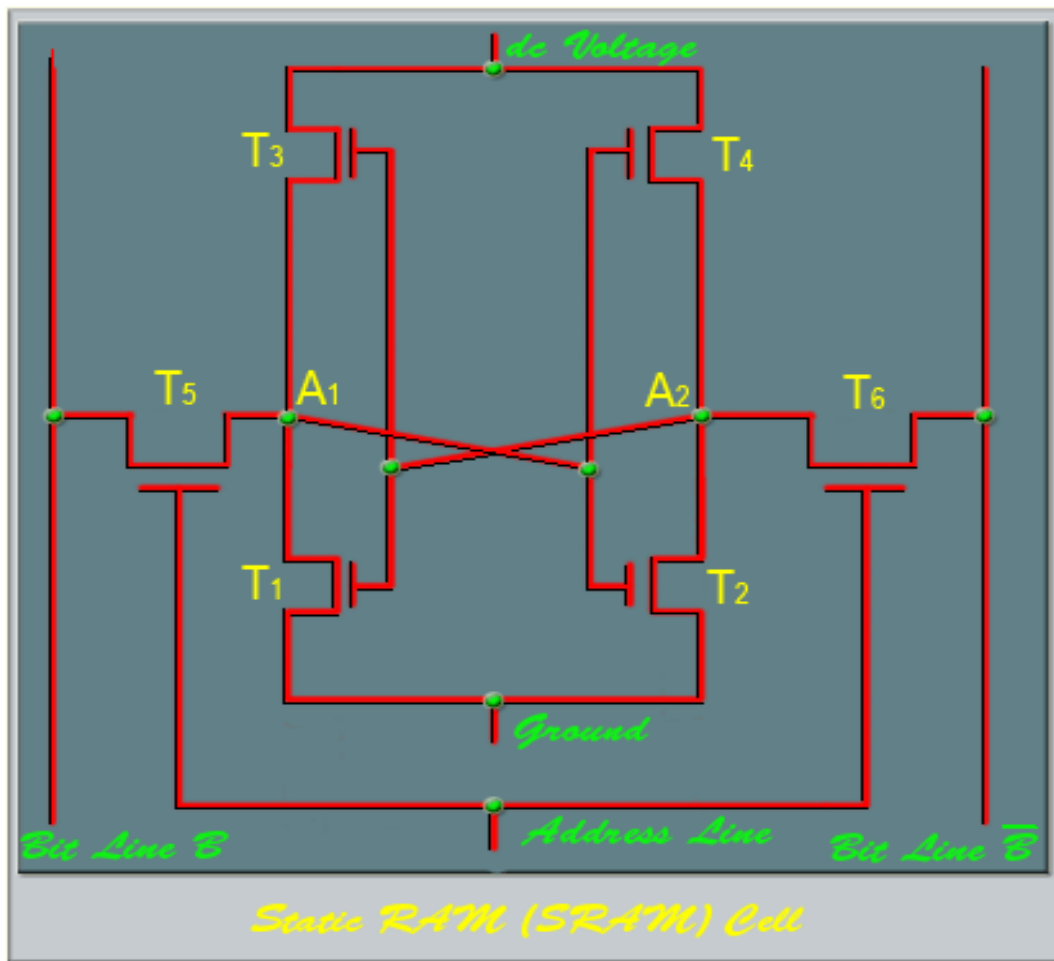 dc Voltage
T3
T4
T5
A1
A2
T6
T1
T2
Ground
Bit Line B
Address Line
Bit Line B̅
Static RAM (SRAM) Cell